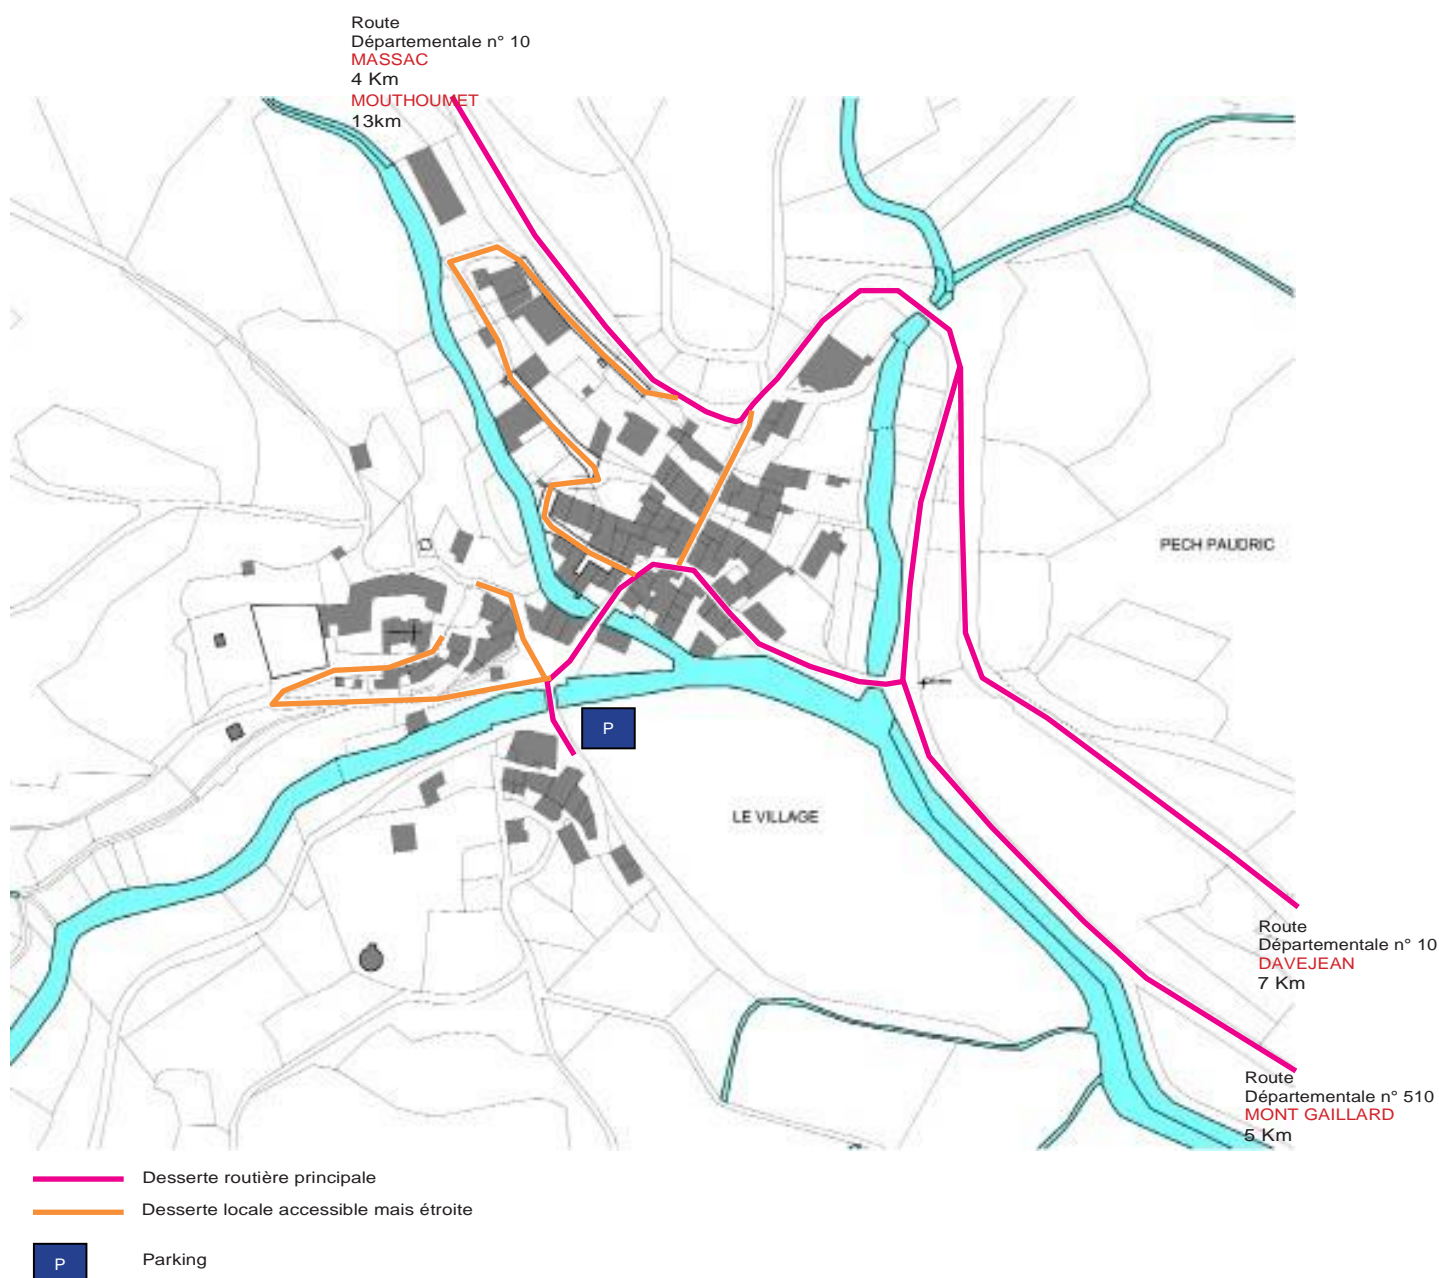 Route
Départementale n° 10
MASSAC
4 Km
MOUTHOUMET
13km
PECH PAUDRIC
P
LE VILLAGE
Route
Départementale n° 10
DAVEJEAN
7 Km
Route
Départementale n° 510
MONT GAILLARD
5 Km
Desserte routière principale
Desserte locale accessible mais étroite
P
Parking